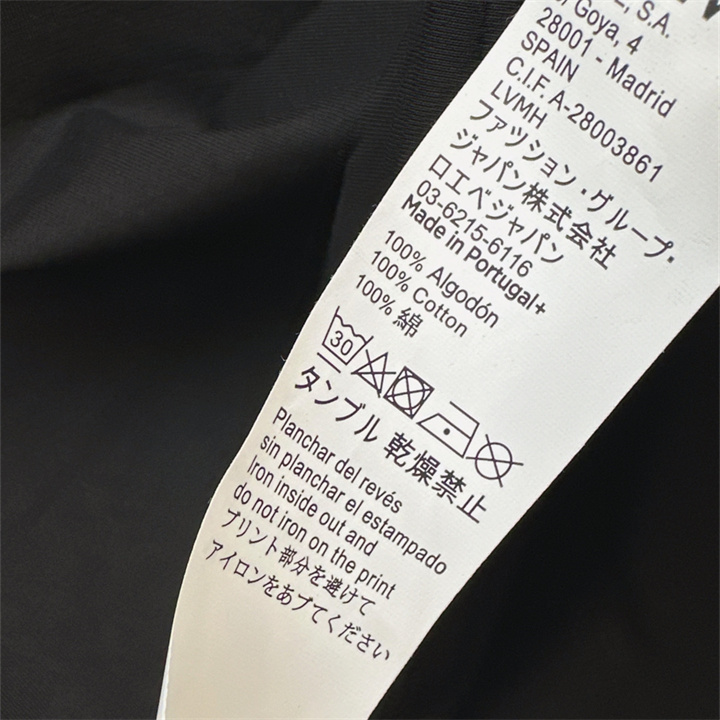 S.A.
Goya, 4
28001 - Madrid
SPAIN
C.I.F. A-28003861
LVMH
ファツション・グループ・
ジャパン株式会社
ロエベジャパン
03-6215-6116
Made in Portugal+
100% Algodón
100% Cotton
100% 綿
30
タンブル 乾燥禁止
Planchar del revés
sin planchar el estampado
Iron inside out and
do not iron on the print
プリント部分を避けて
アイロンをあブてください